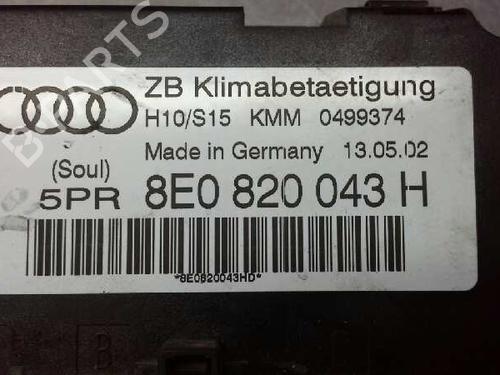 ZB Klimabetaetigung
H10/S15 KMM 0499374
Made in Germany 13.05.02
(Soul)
5PR 8E0 820 043 H
*8E0820043HD*
B